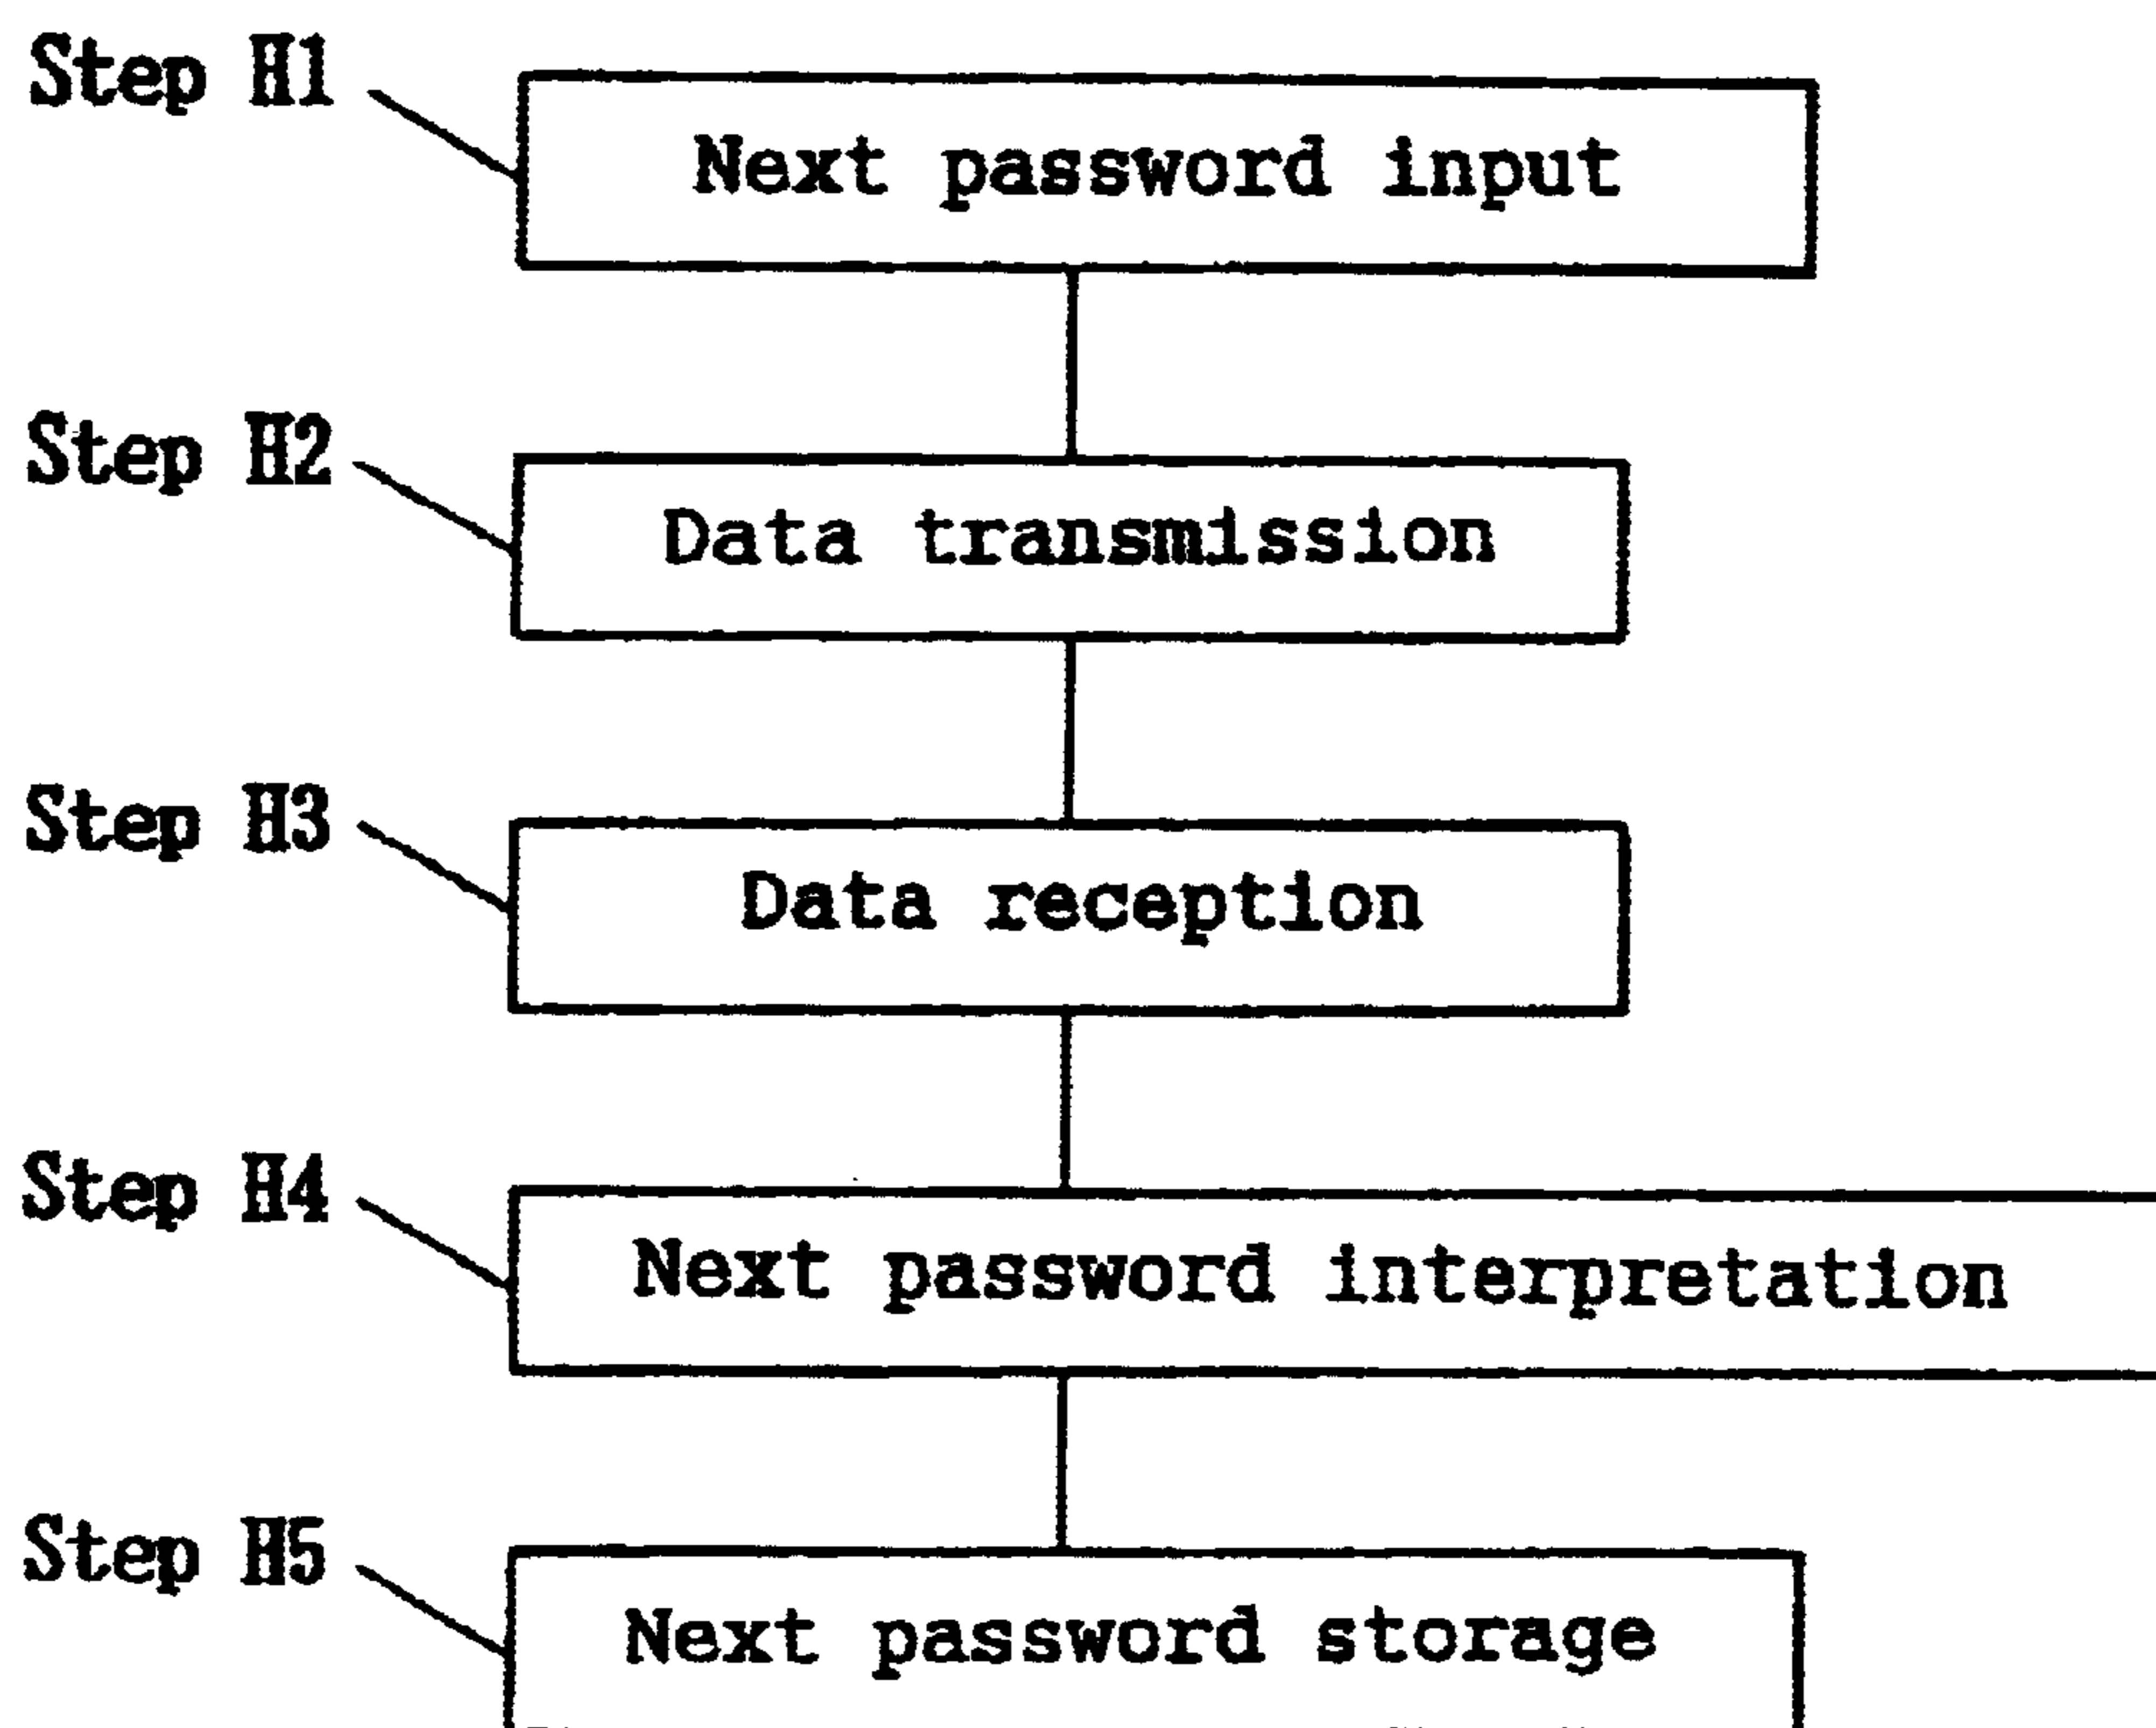 Step H1
Next password input
Step H2
Data transmission
Step H3
Data reception
Step H4
Next password interpretation
Step H5
Next password storage